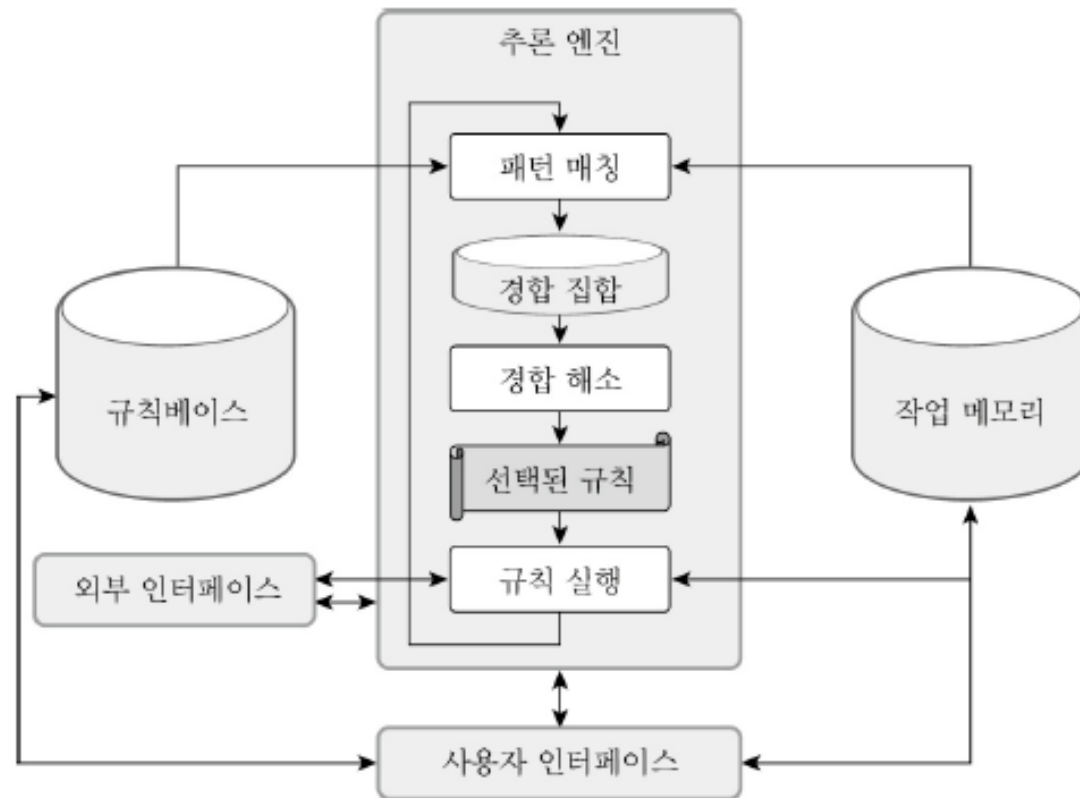 추론 엔진
패턴 매칭
경합 집합
경합 해소
규칙베이스
작업 메모리
선택된 규칙
규칙 실행
외부 인터페이스
사용자 인터페이스